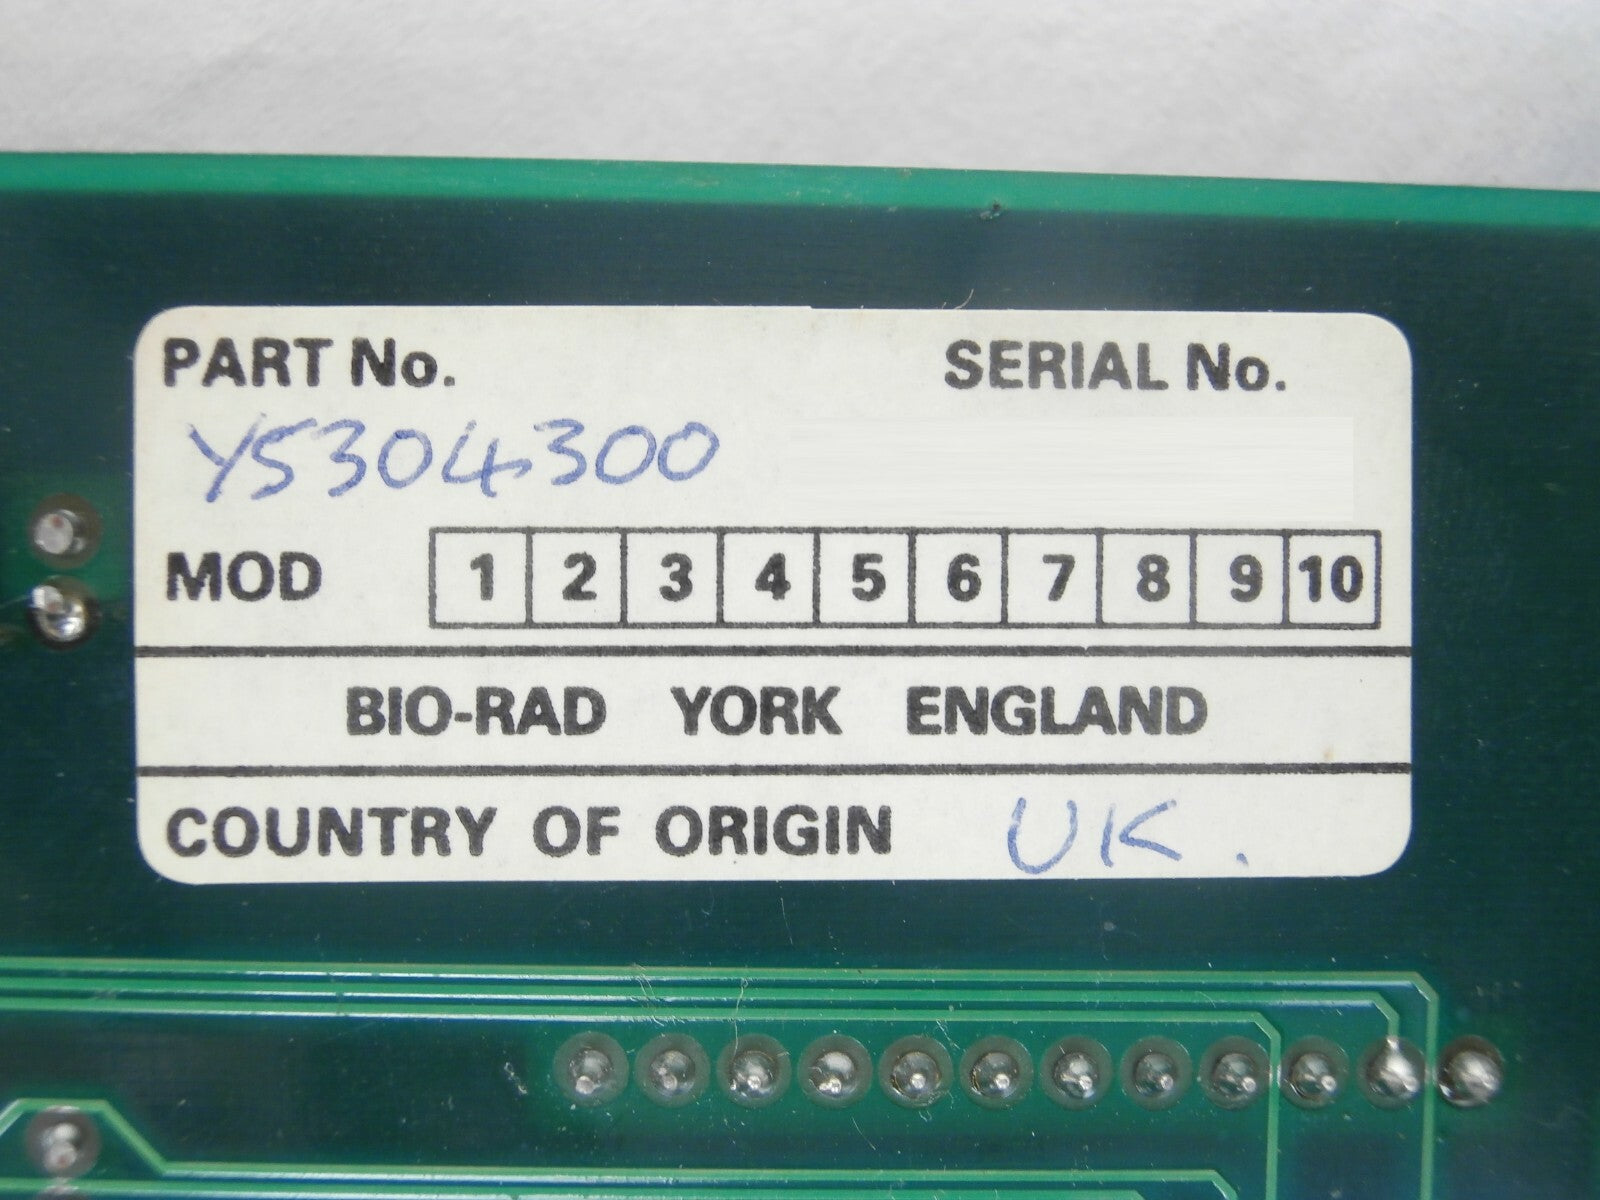 PART No. SERIAL No.
Y5304300
MOD 1 2 3 4 5 6 7 8 9 10
BIO-RAD YORK ENGLAND
COUNTRY OF ORIGIN UK.